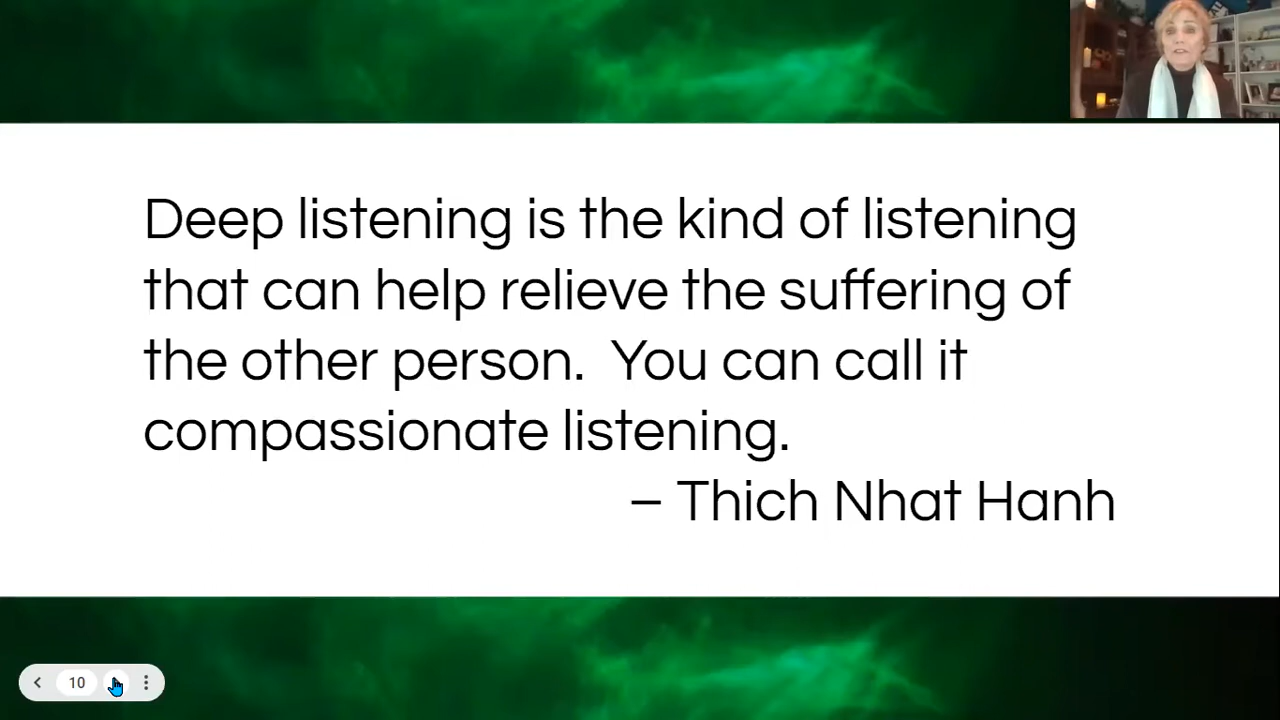 Deep listening is the kind of listening
that can help relieve the suffering of
the other person.  You can call it
compassionate listening.
– Thich Nhat Hanh
10